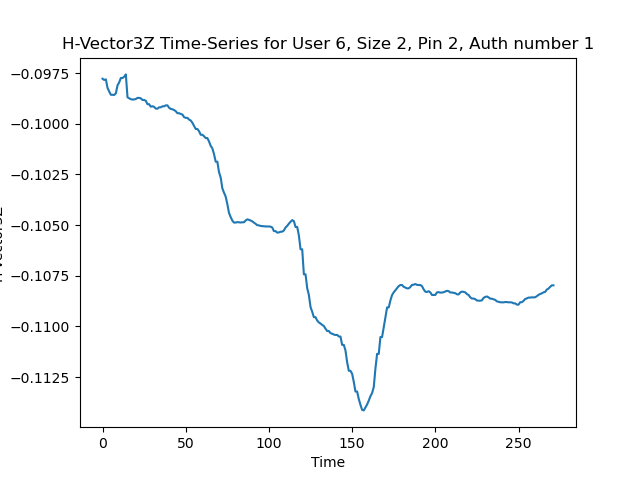 H-Vector3Z Time-Series for User 6, Size 2, Pin 2, Auth number 1
−0.0975
−0.1000
−0.1025
−0.1050
−0.1075
−0.1100
−0.1125
0 50 100 150 200 250
Time